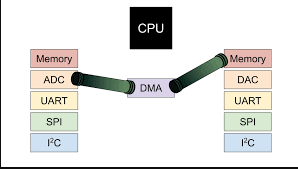 CPU
Memory
ADC
UART
SPI
I²C
DMA
Memory
DAC
UART
SPI
I²C